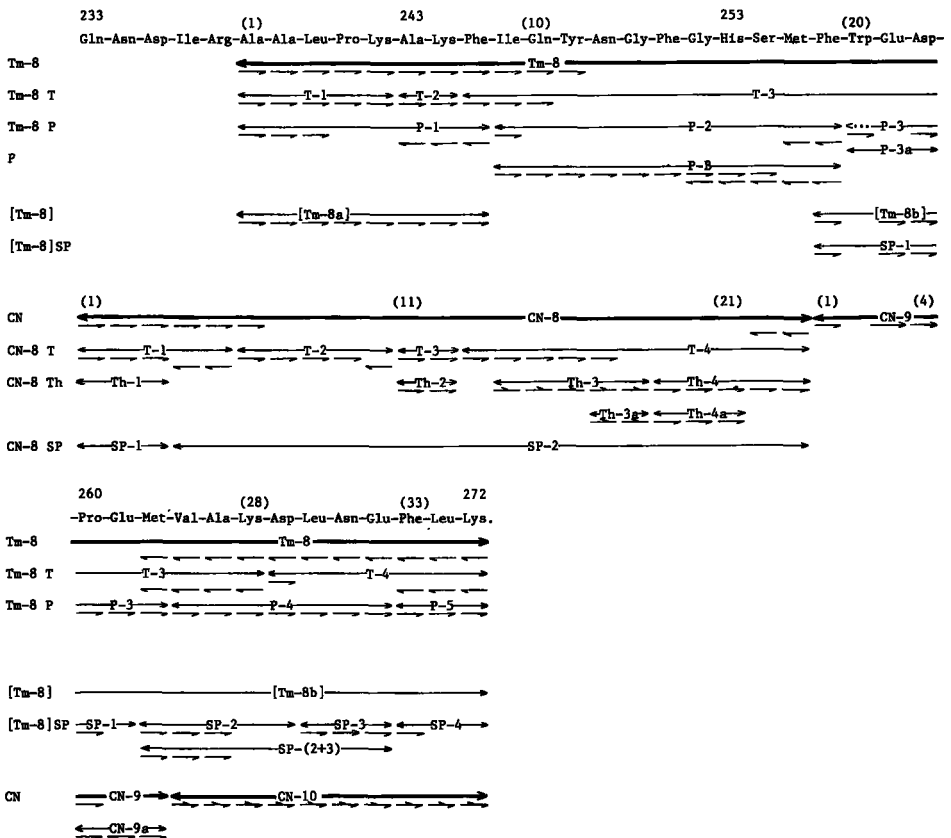 233 (1) 243 (10) 253 (20)
Gln-Asn-Asp-Ile-Arg-Ala-Ala-Leu-Pro-Lys-Ala-Lys-Phe-Ile-Gln-Tyr-Asn-Gly-Phe-Gly-His-Ser-Met-Phe-Trp-Glu-Asp-
Tm-8 Tm-8
Tm-8 T T-1 T-2 T-3
Tm-8 P P-1 P-2 P-3
P P-3a
P-B
[Tm-8] [Tm-8a] [Tm-8b]
[Tm-8]SP SP-1
(1) (11) (21) (1) (4)
CN CN-8 CN-9
CN-8 T T-1 T-2 T-3 T-4
CN-8 Th Th-1 Th-2 Th-3 Th-4
Th-3a Th-4a
CN-8 SP SP-1 SP-2
260 (28) (33) 272
-Pro-Glu-Met-Val-Ala-Lys-Asp-Leu-Asn-Glu-Phe-Leu-Lys.
Tm-8 Tm-8
Tm-8 T T-3 T-4
Tm-8 P P-3 P-4 P-5
[Tm-8] [Tm-8b]
[Tm-8]SP SP-1 SP-2 SP-3 SP-4
SP-(2+3)
CN CN-9 CN-10
CN-9a